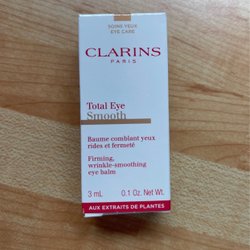 SOINS YEUX
EYE CARE
CLARINS
PARIS
Total Eye
Smooth
Baume comblant yeux
rides et fermeté
Firming,
wrinkle-smoothing
eye balm
3 mL 0.1 Oz. Net Wt.
AUX EXTRAITS DE PLANTES